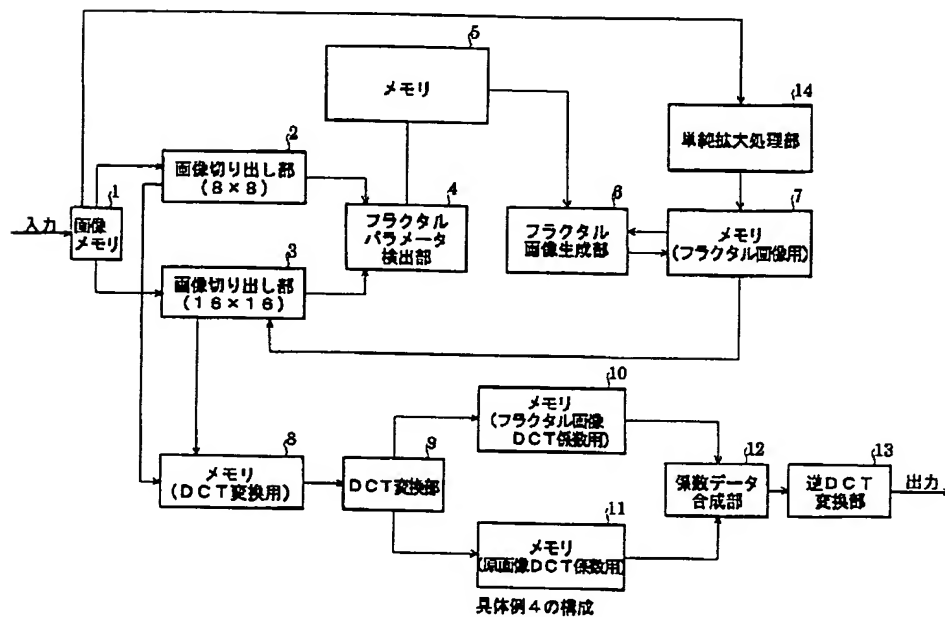 5
メモリ
14
単純拡大処理部
2
画像切り出し部
(8×8)
1
入力
画像
メモリ
4
フラクタル
パラメータ
検出部
6
フラクタル
画像生成部
7
メモリ
(フラクタル画像用)
3
画像切り出し部
(16×16)
10
メモリ
(フラクタル画像
DCT係数用)
8
メモリ
(DCT変換用)
9
DCT変換部
12
係数データ
合成部
13
逆DCT
変換部
出力
11
メモリ
(原画像DCT係数用)
具体例4の構成